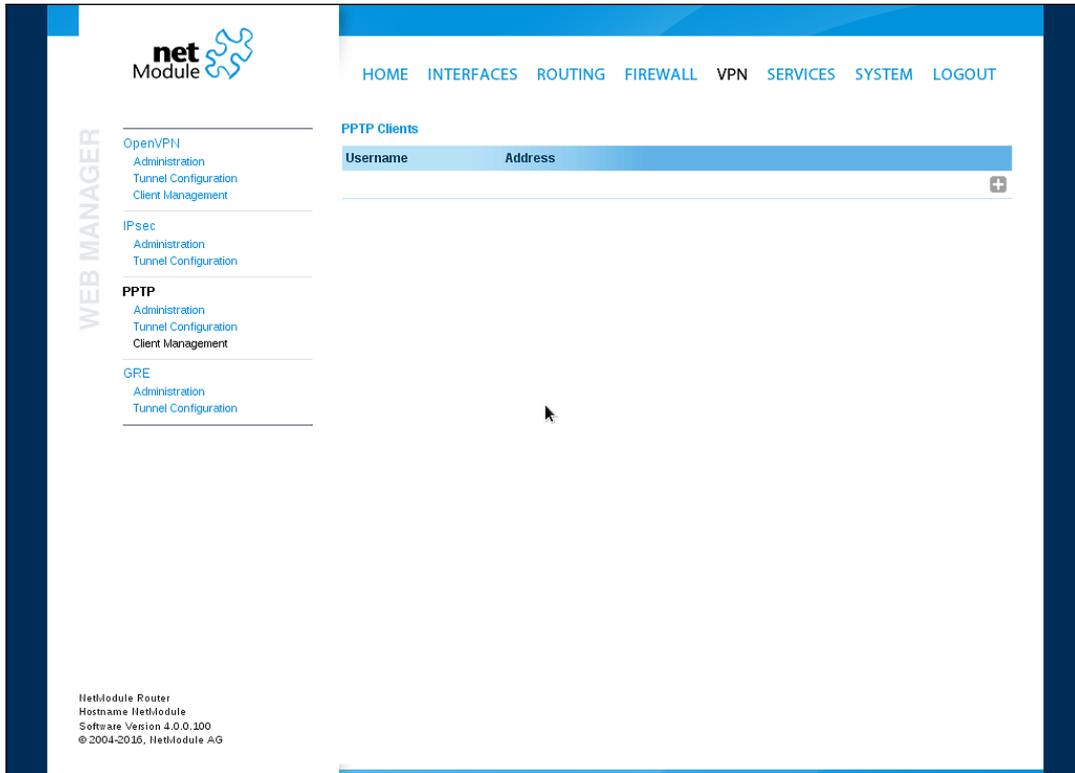 net
Module
HOME INTERFACES ROUTING FIREWALL VPN SERVICES SYSTEM LOGOUT
WEB MANAGER
OpenVPN
Administration
Tunnel Configuration
Client Management
IPsec
Administration
Tunnel Configuration
PPTP
Administration
Tunnel Configuration
Client Management
GRE
Administration
Tunnel Configuration
PPTP Clients
Username Address
NetModule Router
Hostname NetModule
Software Version 4.0.0.100
© 2004-2016, NetModule AG